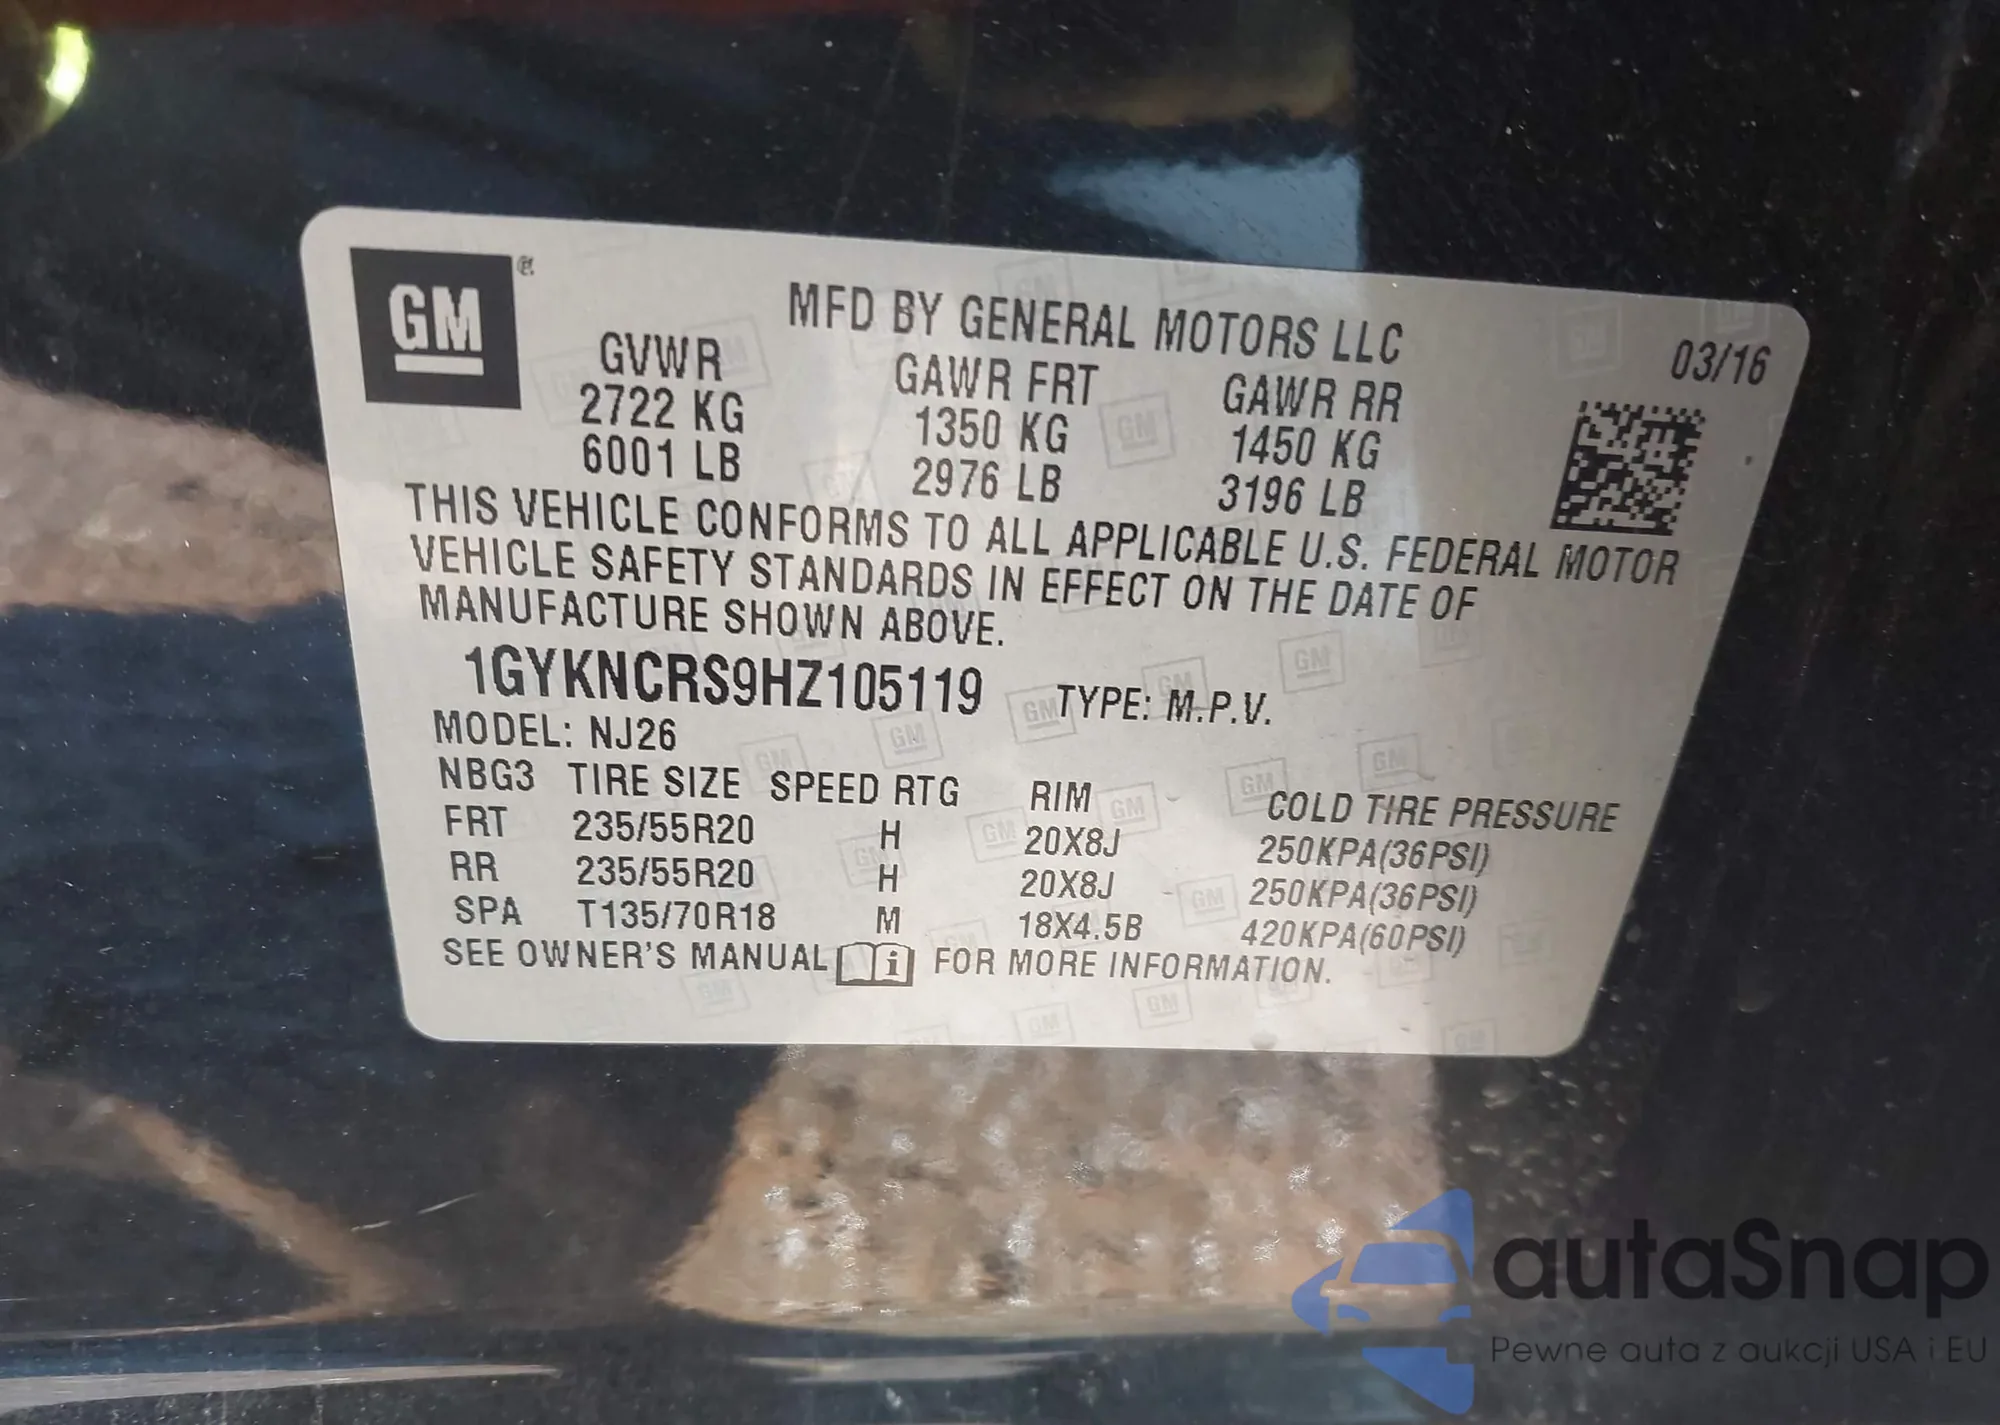 GM
MFD BY GENERAL MOTORS LLC
03/16
GVWR GAWR FRT GAWR RR
2722 KG 1350 KG 1450 KG
6001 LB 2976 LB 3196 LB
THIS VEHICLE CONFORMS TO ALL APPLICABLE U.S. FEDERAL MOTOR
VEHICLE SAFETY STANDARDS IN EFFECT ON THE DATE OF
MANUFACTURE SHOWN ABOVE.
1GYKNCRS9HZ105119 TYPE: M.P.V.
MODEL: NJ26
NBG3 TIRE SIZE SPEED RTG RIM COLD TIRE PRESSURE
FRT 235/55R20 H 20X8J 250KPA(36PSI)
RR 235/55R20 H 20X8J 250KPA(36PSI)
SPA T135/70R18 M 18X4.5B 420KPA(60PSI)
SEE OWNER'S MANUAL i FOR MORE INFORMATION.
autaSnap
Pewne auta z aukcji USA i EU